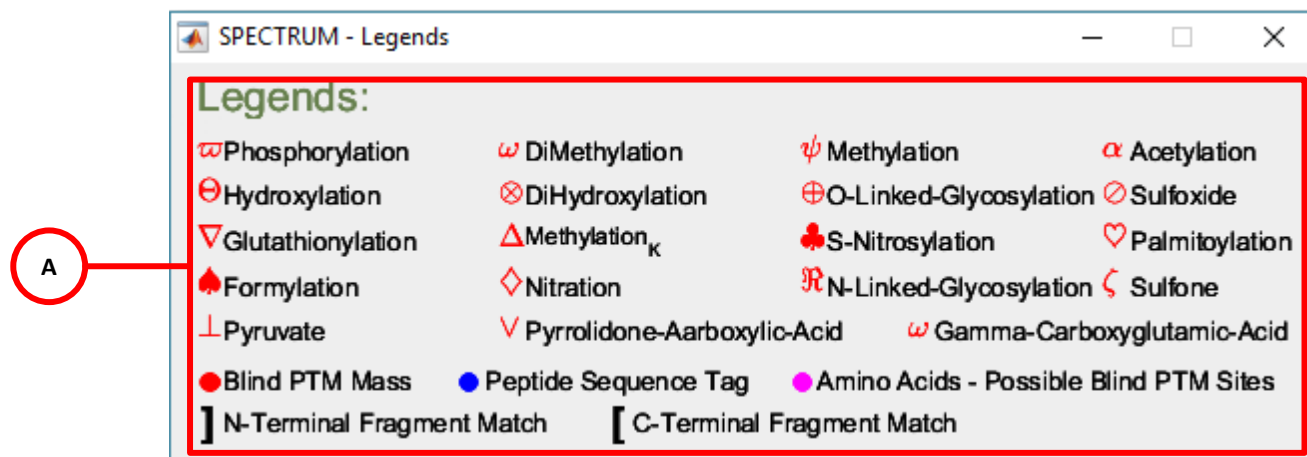 SPECTRUM - Legends
Legends:
ϖPhosphorylation ω DiMethylation ψ Methylation α Acetylation
ΘHydroxylation ⊗DiHydroxylation ⊕O-Linked-Glycosylation ∅Sulfoxide
∇Glutathionylation ΔMethylationK ♣S-Nitrosylation ♡Palmitoylation
A
♠Formylation ◇Nitration ℜN-Linked-Glycosylation ζ Sulfone
⊥Pyruvate ∨ Pyrrolidone-Aarboxylic-Acid ω Gamma-Carboxyglutamic-Acid
●Blind PTM Mass ●Peptide Sequence Tag ●Amino Acids - Possible Blind PTM Sites
] N-Terminal Fragment Match [ C-Terminal Fragment Match